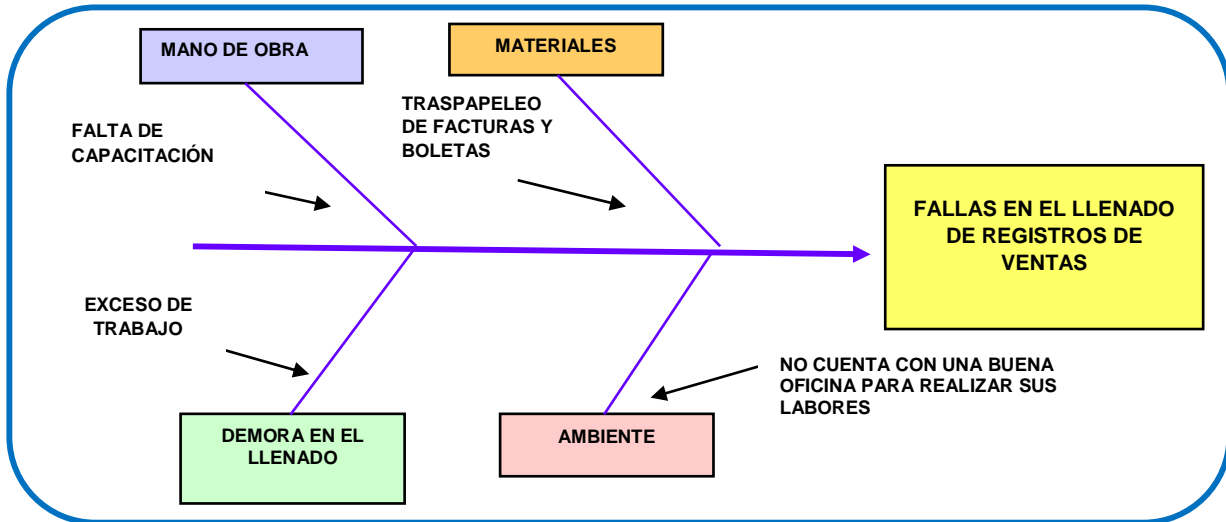 MANO DE OBRA
MATERIALES
FALTA DE
CAPACITACIÓN
TRASPAPELEO
DE FACTURAS Y
BOLETAS
FALLAS EN EL LLENADO
DE REGISTROS DE
VENTAS
EXCESO DE
TRABAJO
NO CUENTA CON UNA BUENA
OFICINA PARA REALIZAR SUS
LABORES
DEMORA EN EL
LLENADO
AMBIENTE